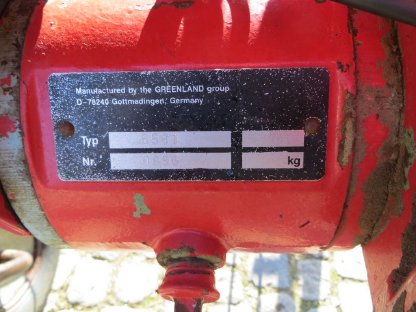 Manufactured by the GREENLAND group
D-78240 Gottmadingen, Germany
Typ
Nr. kg